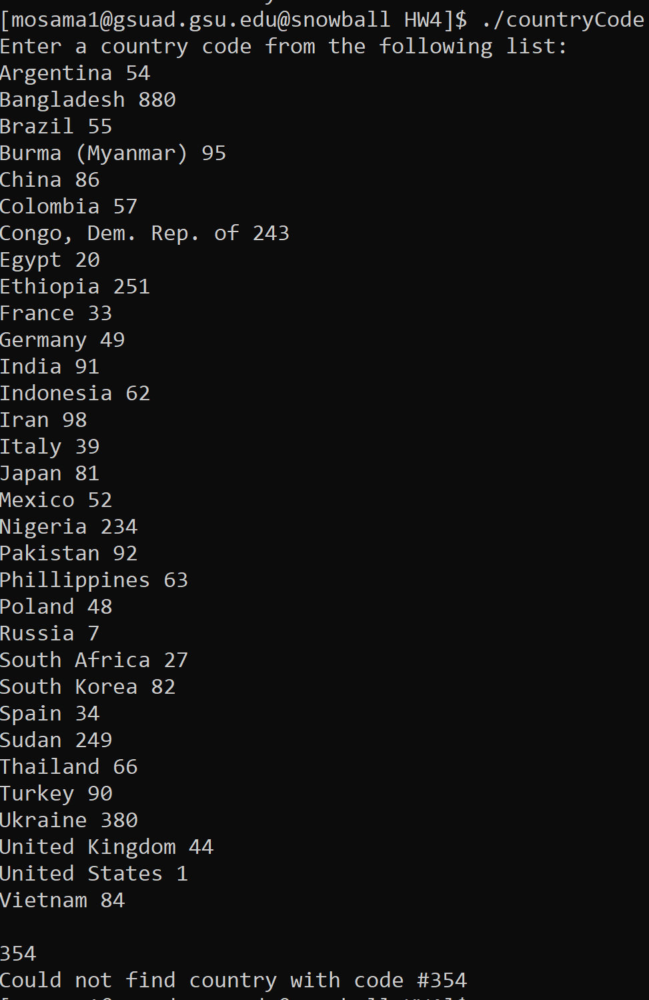 [mosama1@gsuad.gsu.edu@snowball HW4]$ ./countryCode
Enter a country code from the following list:
Argentina 54
Bangladesh 880
Brazil 55
Burma (Myanmar) 95
China 86
Colombia 57
Congo, Dem. Rep. of 243
Egypt 20
Ethiopia 251
France 33
Germany 49
India 91
Indonesia 62
Iran 98
Italy 39
Japan 81
Mexico 52
Nigeria 234
Pakistan 92
Phillippines 63
Poland 48
Russia 7
South Africa 27
South Korea 82
Spain 34
Sudan 249
Thailand 66
Turkey 90
Ukraine 380
United Kingdom 44
United States 1
Vietnam 84
354
Could not find country with code #354